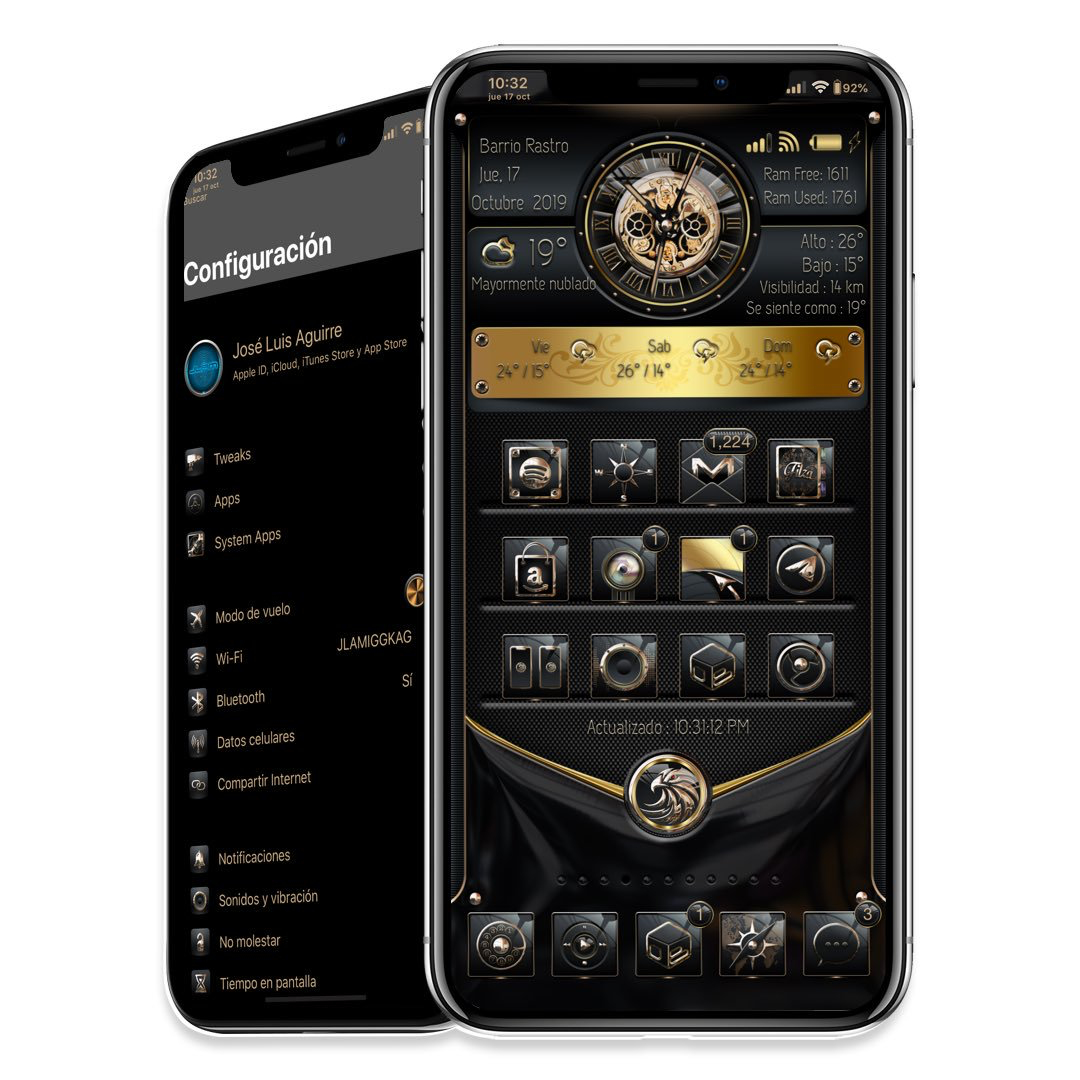 10:32
jue 17 oct
Buscar
Configuración
José Luis Aguirre
Apple ID, iCloud, iTunes Store y App Store
Tweaks
Apps
System Apps
Modo de vuelo
Wi-Fi
JLAMIGGKAG
Bluetooth
Sí
Datos celulares
Compartir Internet
Notificaciones
Sonidos y vibración
No molestar
Tiempo en pantalla
10:32
jue 17 oct
92%
Barrio Rastro
Jue, 17
Octubre 2019
Ram Free: 1611
Ram Used: 1761
19°
Mayormente nublado
Alto : 26°
Bajo : 15°
Visibilidad : 14 km
Se siente como : 19°
Vie
Sab
Dom
24° / 15°
26° / 14°
24° / 14°
N
W
E
S
1,224
Filza
a
1
1
Actualizado : 10:31:12 PM
1
3